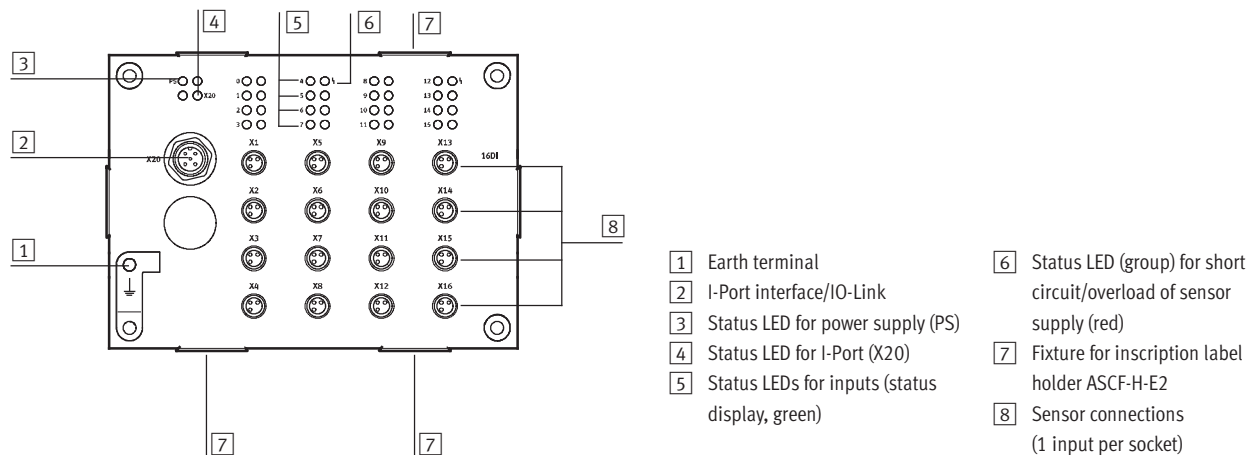 4 5 6 7
3 PS 0 4 ϟ 8 12 ϟ
X20 1 5 9 13
2 6 10 14
3 7 11 15
X1 X5 X9 X13
2 X20 16DI
X2 X6 X10 X14
8
1 X3 X7 X11 X15
X4 X8 X12 X16
7 7
1 Earth terminal
2 I-Port interface/IO-Link
3 Status LED for power supply (PS)
4 Status LED for I-Port (X20)
5 Status LEDs for inputs (status
display, green)
6 Status LED (group) for short
circuit/overload of sensor
supply (red)
7 Fixture for inscription label
holder ASCF-H-E2
8 Sensor connections
(1 input per socket)